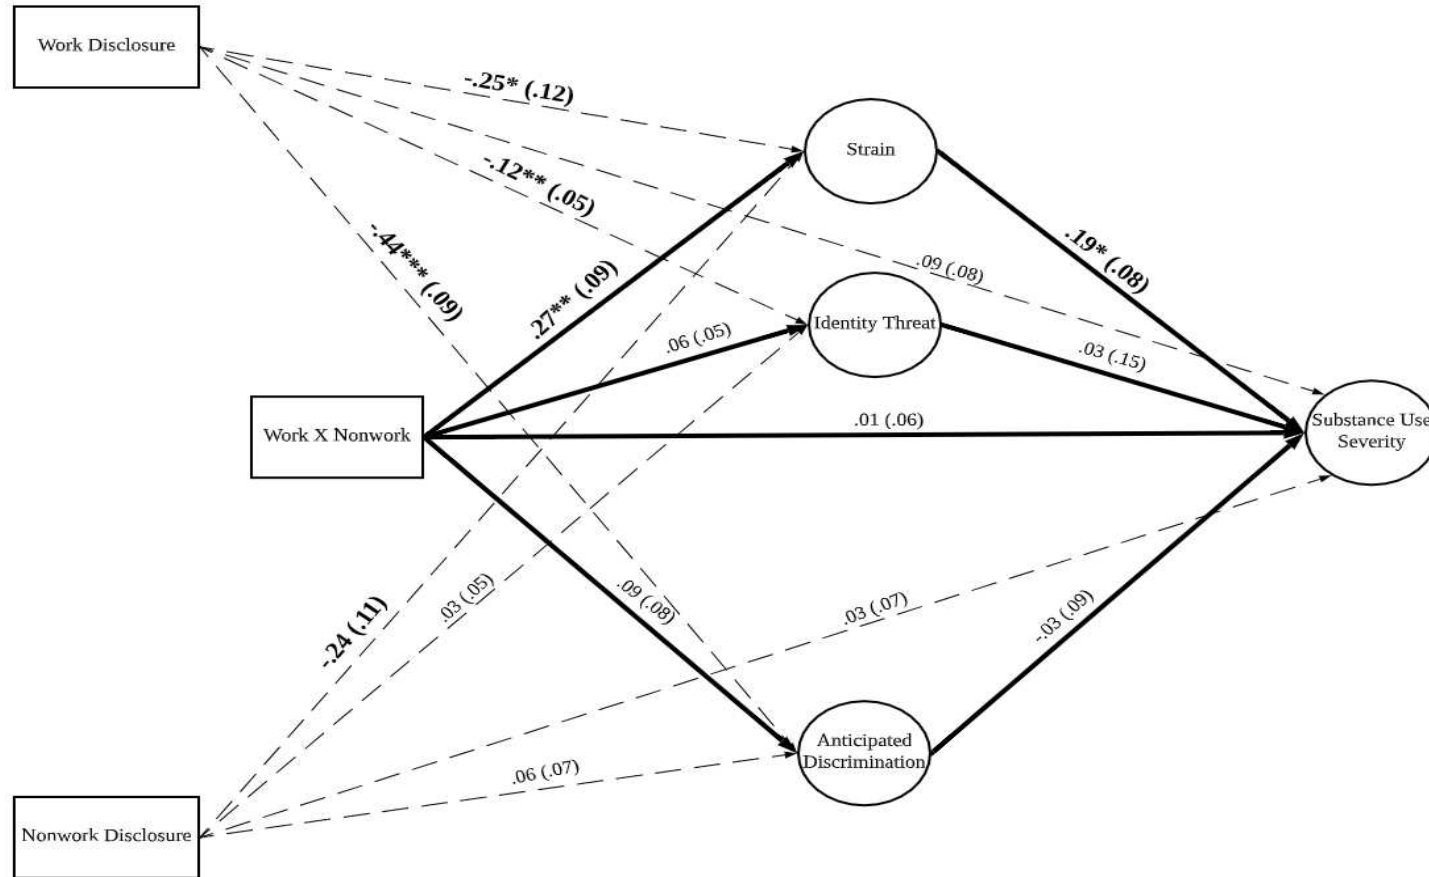 Work Disclosure
-.25* (.12)
Strain
-.12** (.05)
-.44*** (.09)
.27** (.09)
.09 (.08)
.19* (.08)
Identity Threat
.06 (.05)
.03 (.15)
Work X Nonwork
.01 (.06)
Substance Use
Severity
-.24 (.11)
.03 (.05)
.09 (.08)
.03 (.07)
-.03 (.09)
Anticipated
Discrimination
.06 (.07)
Nonwork Disclosure